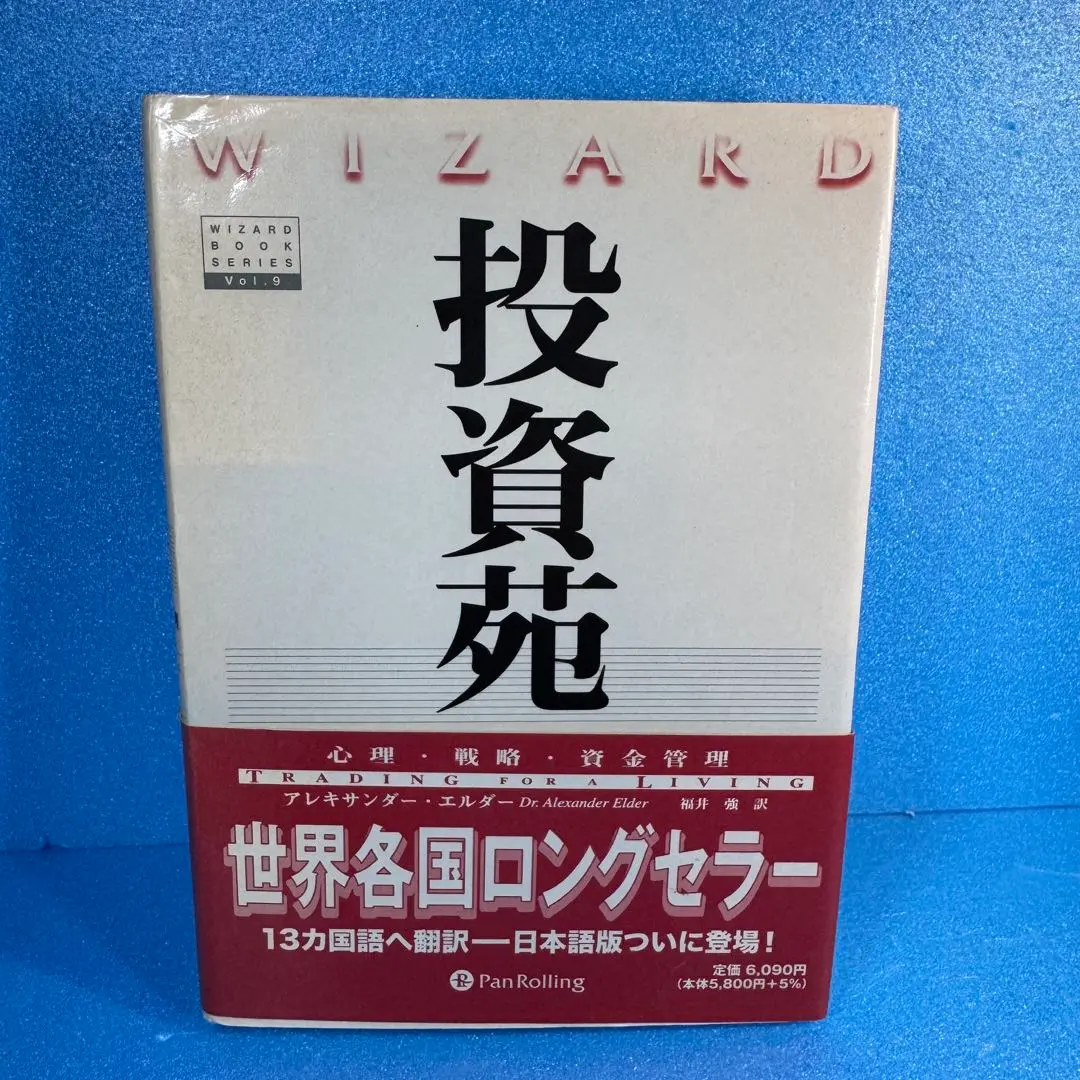 WIZARD
WIZARD
BOOK
SERIES
Vol.9
投資苑
心理・戦略・資金管理
TRADING FOR A LIVING
アレキサンダー・エルダー Dr. Alexander Elder 福井 強 訳
世界各国ロングセラー
13カ国語へ翻訳──日本語版ついに登場！
定価 6,090円
（本体5,800円＋5%）
PanRolling